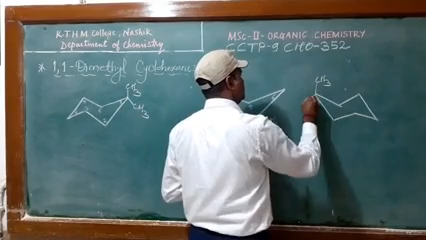 K.T.H.M College, Nashik
Department of Chemistry
MSc-II-ORGANIC CHEMISTRY
CCTP-9 CHO-352
* 1,1-Dimethyl Cyclohexane:
CH3
CH3
CH3